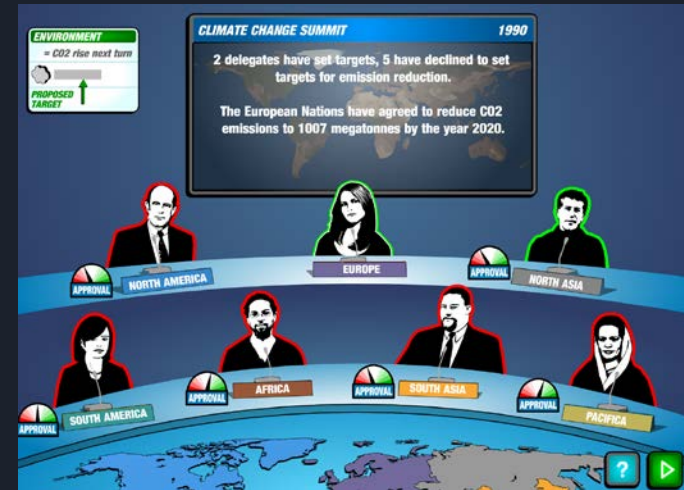 ENVIRONMENT
= CO2 rise next turn
PROPOSED
TARGET
CLIMATE CHANGE SUMMIT 1990
2 delegates have set targets, 5 have declined to set
targets for emission reduction.
The European Nations have agreed to reduce CO2
emissions to 1007 megatonnes by the year 2020.
APPROVAL
NORTH AMERICA
EUROPE
APPROVAL
NORTH ASIA
APPROVAL
SOUTH AMERICA
APPROVAL
AFRICA
APPROVAL
SOUTH ASIA
APPROVAL
PACIFICA
?